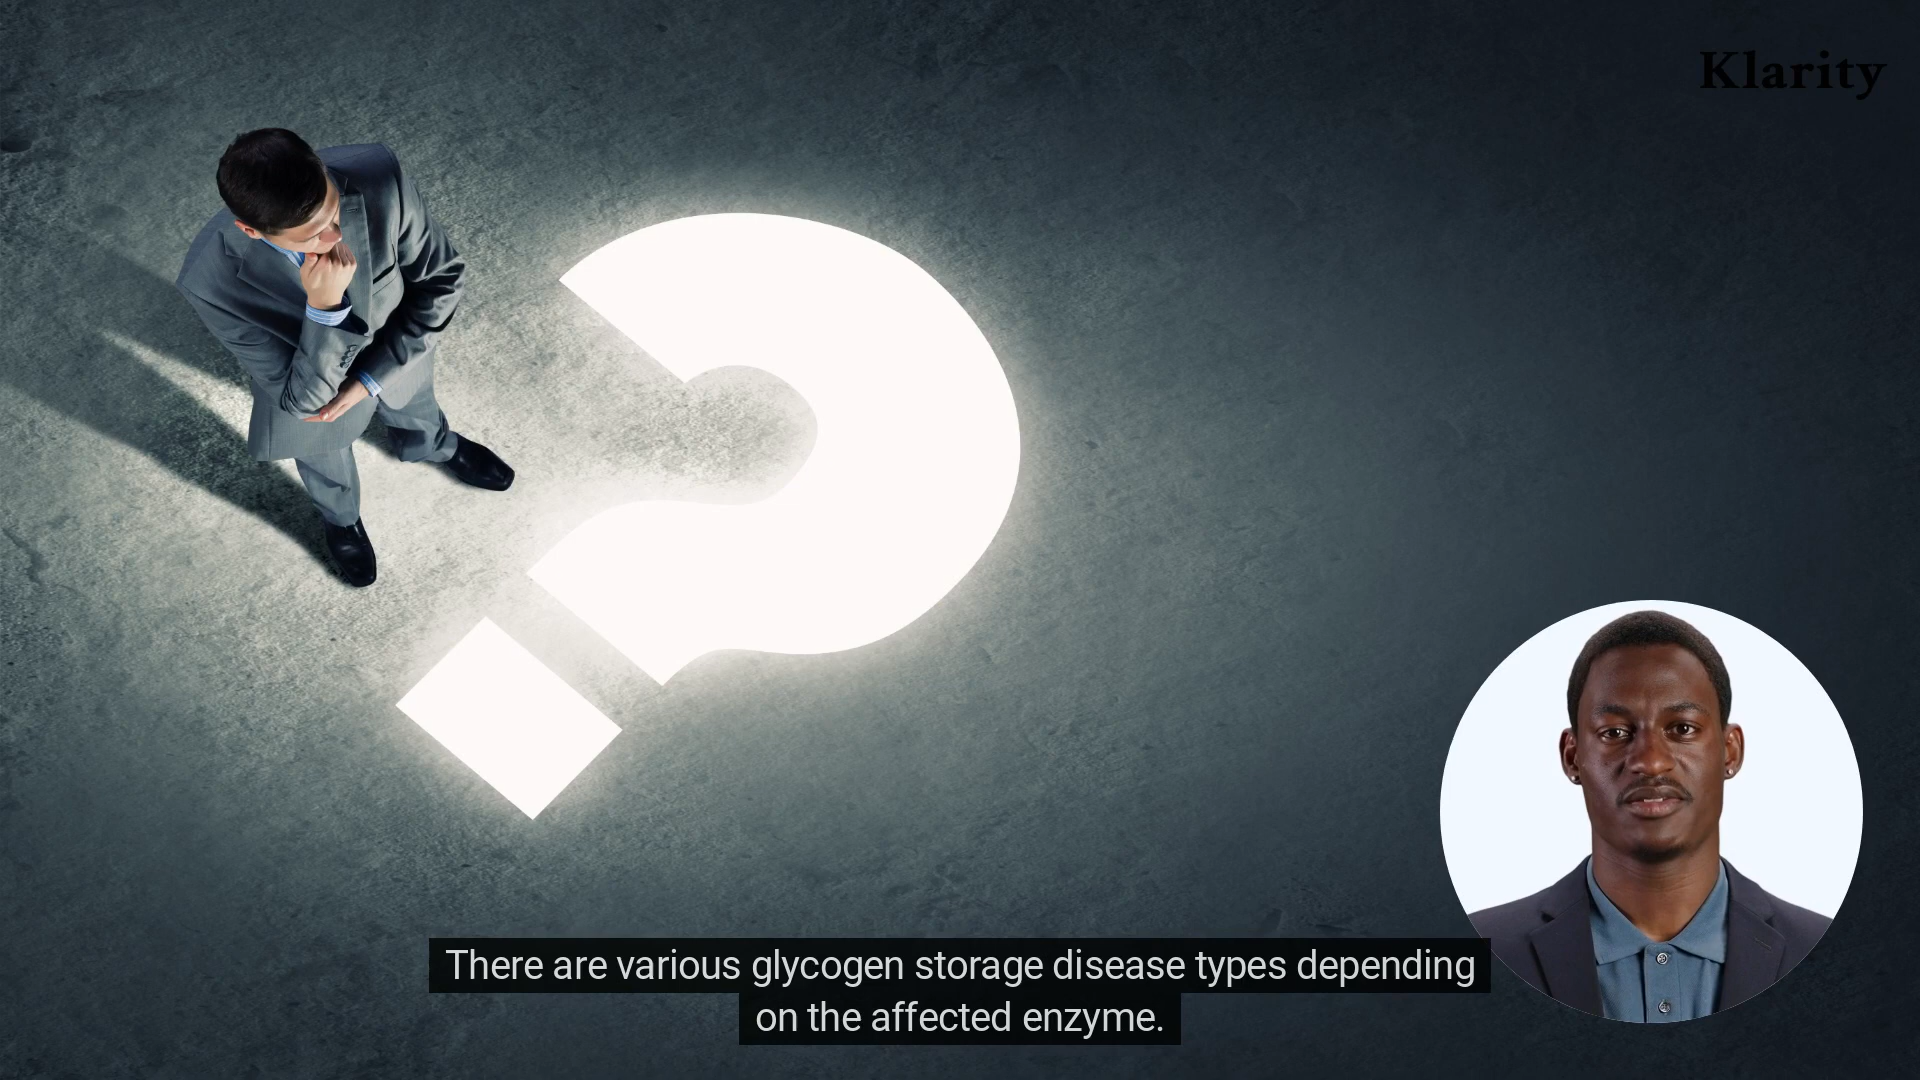 Klarity
There are various glycogen storage disease types depending
on the affected enzyme.